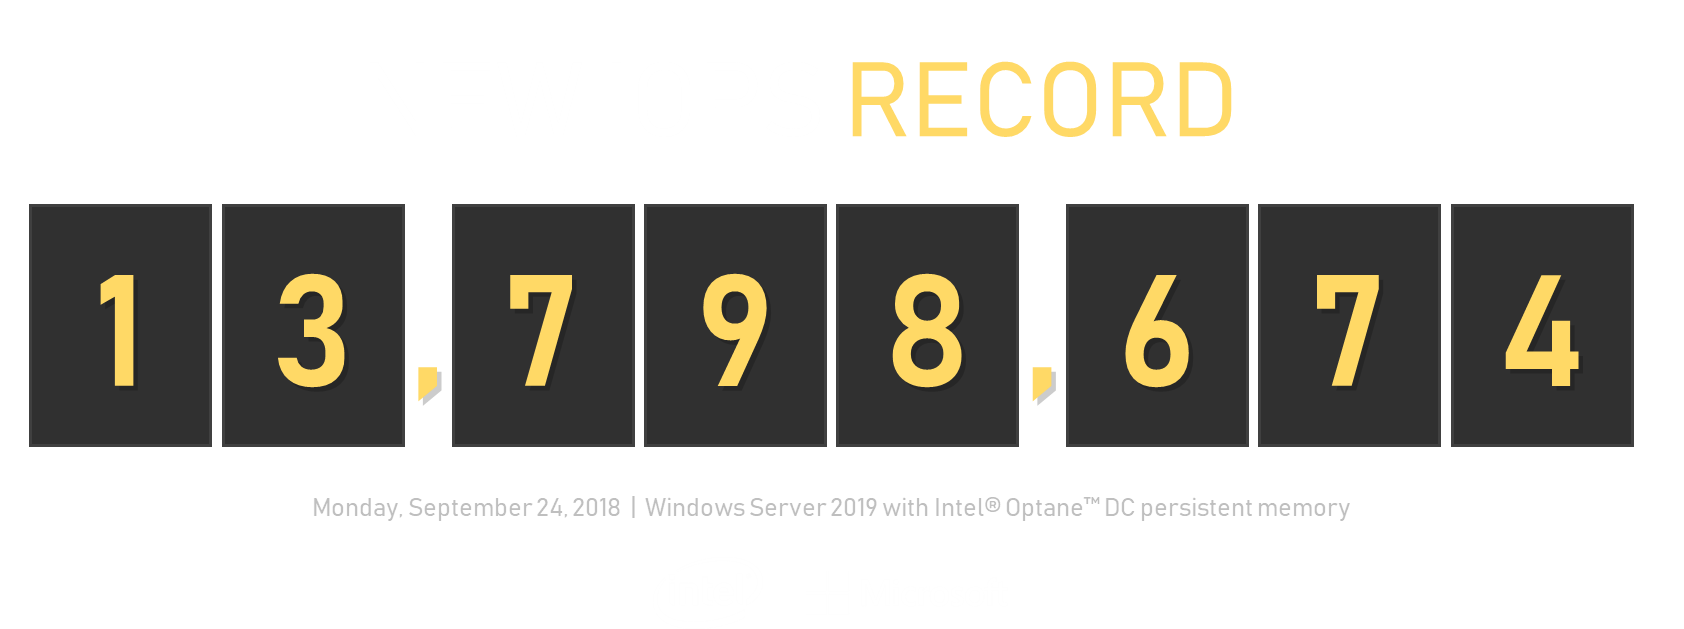 RECORD
13,798,674
Monday, September 24, 2018 | Windows Server 2019 with Intel® Optane™ DC persistent memory